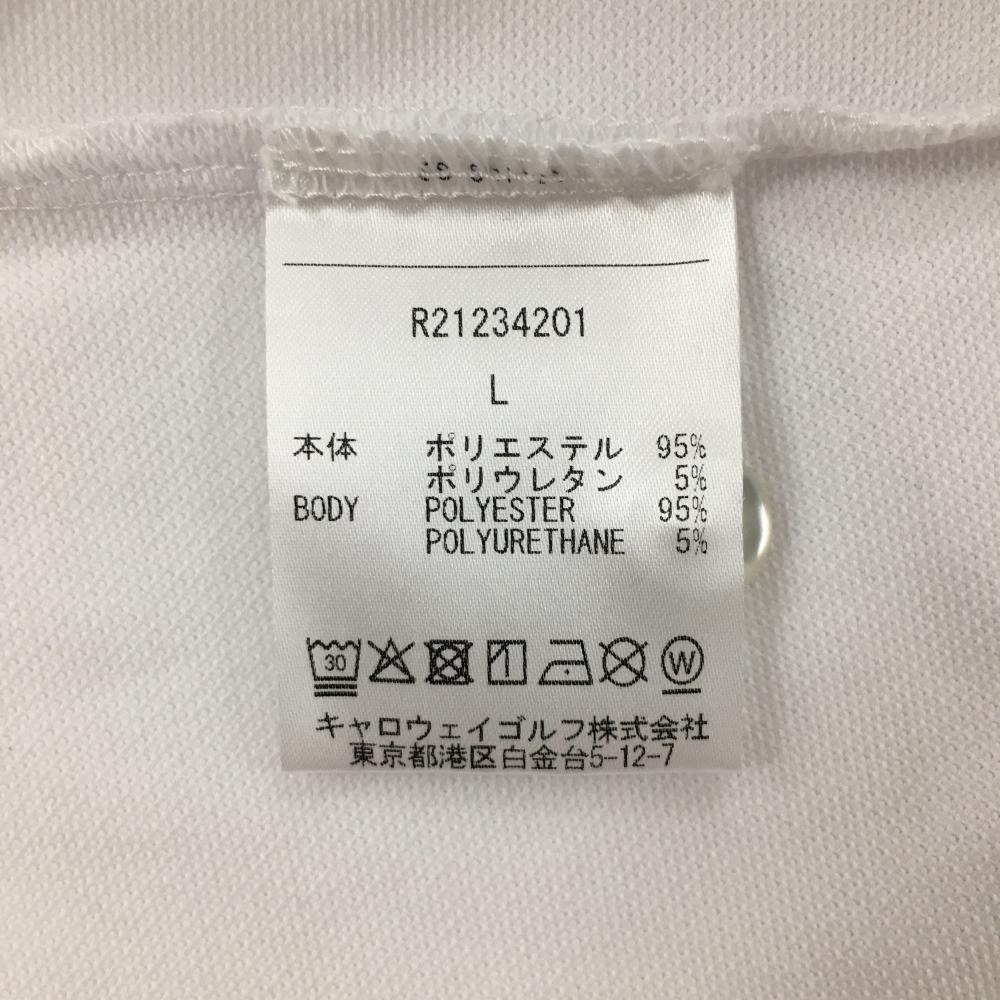 R21234201
L
本体 ポリエステル 95%
ポリウレタン 5%
BODY POLYESTER 95%
POLYURETHANE 5%
30 W
キャロウェイゴルフ株式会社
東京都港区白金台5-12-7